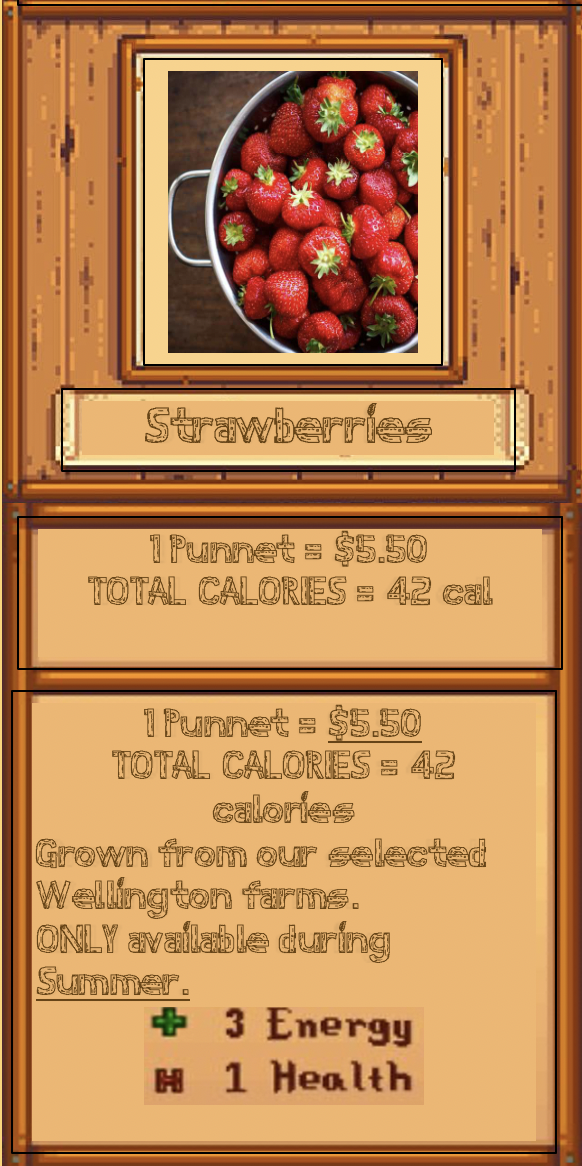 Strawberries
1 Punnet = $5.50
TOTAL CALORIES = 42 cal
1 Punnet = $5.50
TOTAL CALORIES = 42
calories
Grown from our selected
Wellington farms.
ONLY available during
Summer.
3 Energy
1 Health